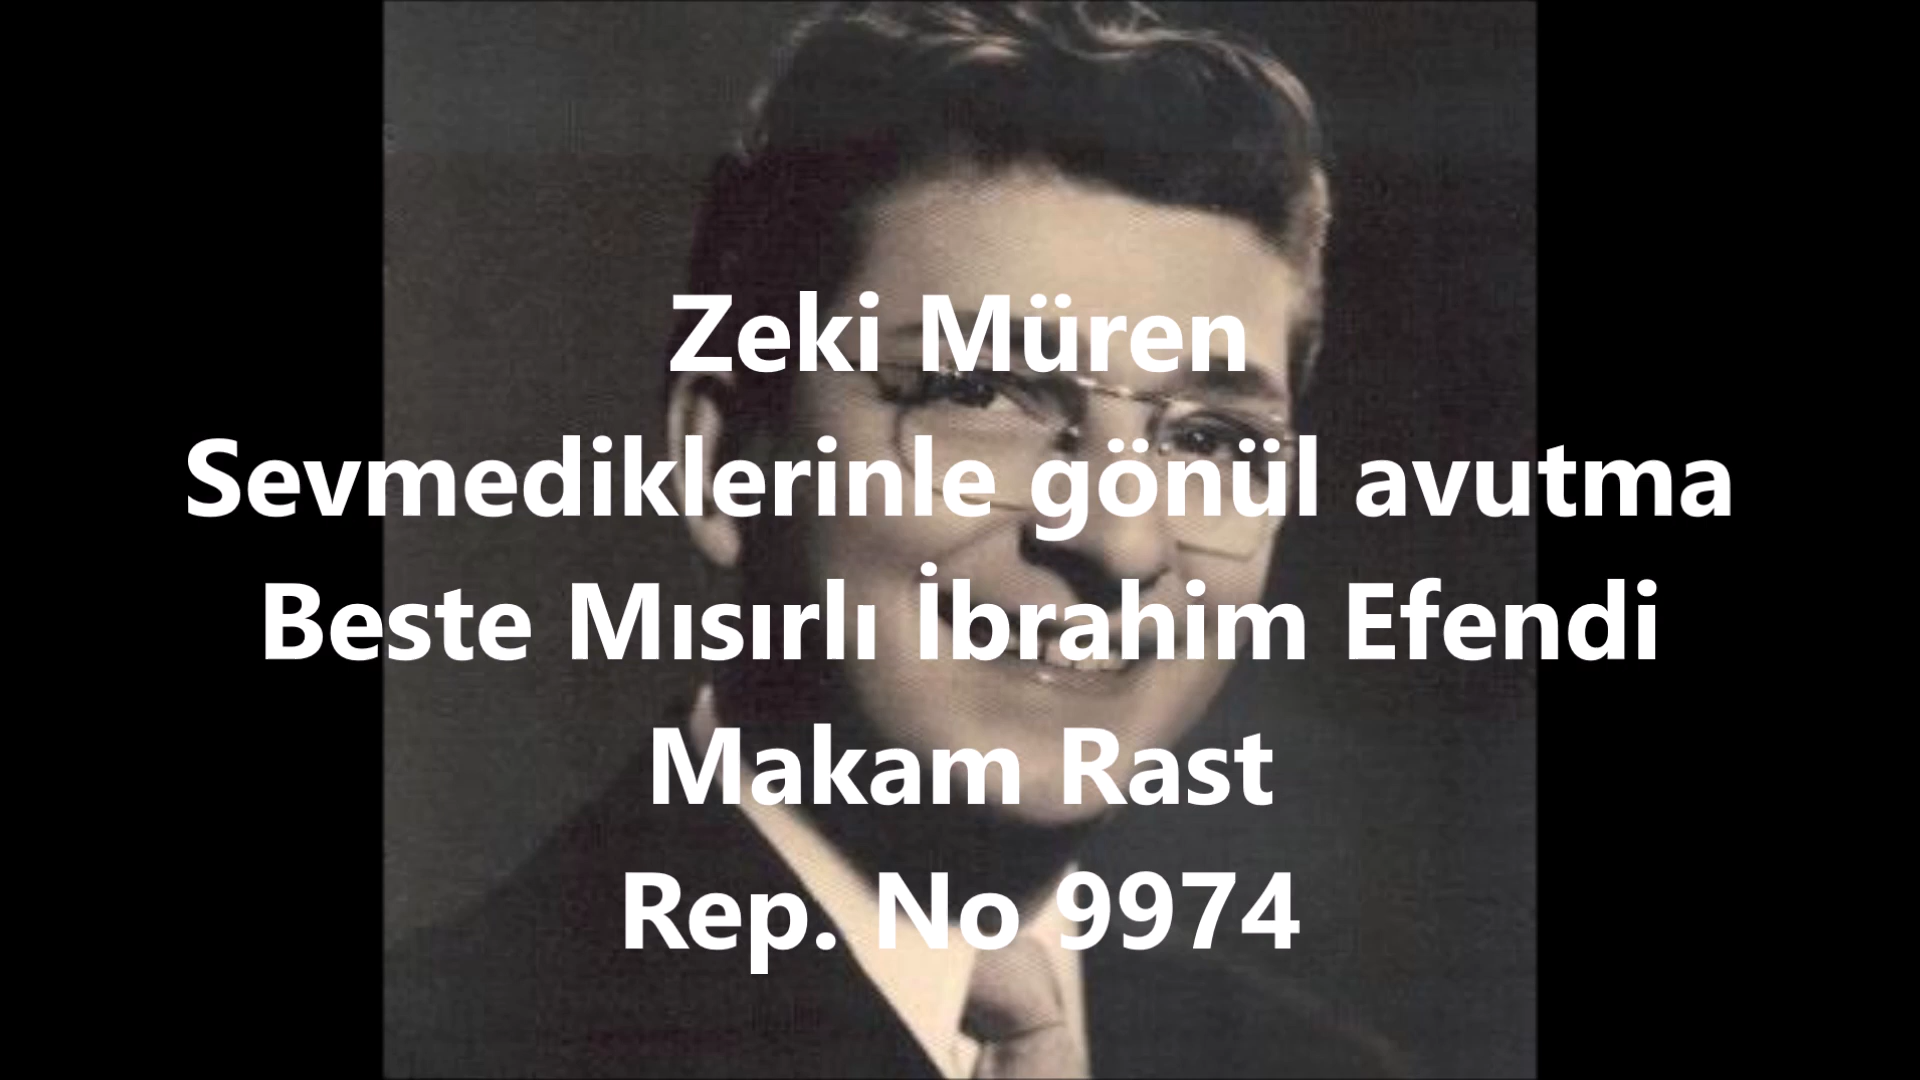 Zeki Müren
Sevmediklerinle gönül avutma
Beste Mısırlı İbrahim Efendi
Makam Rast
Rep. No 9974